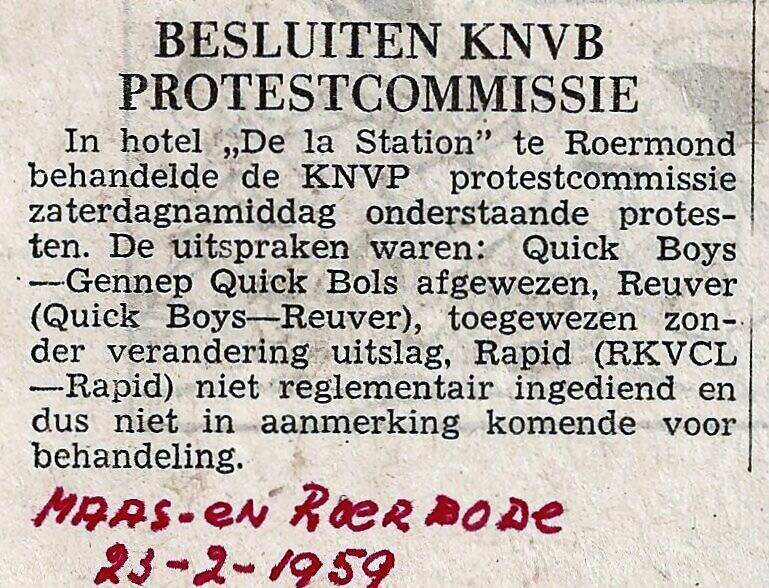 BESLUITEN KNVB
PROTESTCOMMISSIE
In hotel „De la Station” te Roermond
behandelde de KNVP protestcommissie
zaterdagnamiddag onderstaande protes-
ten. De uitspraken waren: Quick Boys
—Gennep Quick Bols afgewezen, Reuver
(Quick Boys—Reuver), toegewezen zon-
der verandering uitslag, Rapid (RKVCL
—Rapid) niet reglementair ingediend en
dus niet in aanmerking komende voor
behandeling.
MAAS-EN ROERBODE
23-2-1959